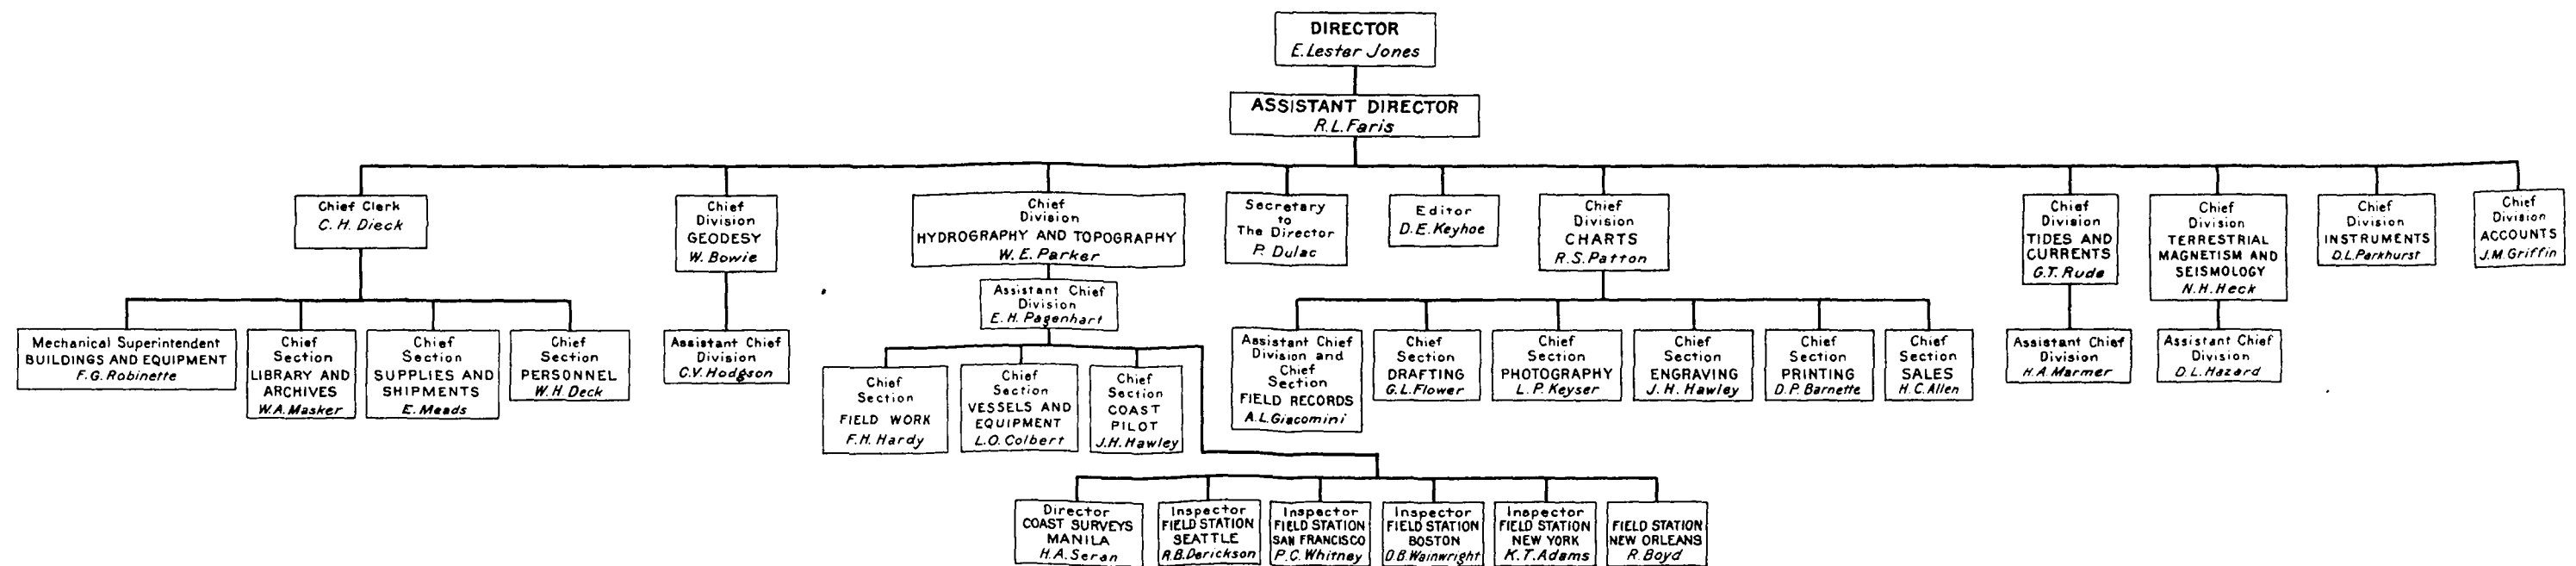 DIRECTOR
E. Lester Jones
ASSISTANT DIRECTOR
R.L. Faris
Chief Clerk
C. H. Dieck
Chief
Division
GEODESY
W. Bowie
Chief
Division
HYDROGRAPHY AND TOPOGRAPHY
W. E. Parker
Secretary
to
The Director
P. Dulac
Editor
D.E. Keyhoe
Chief
Division
CHARTS
R.S. Patton
Chief
Division
TIDES AND
CURRENTS
G.T. Rude
Chief
Division
TERRESTRIAL
MAGNETISM AND
SEISMOLOGY
N.H. Heck
Chief
Division
INSTRUMENTS
D.L. Parkhurst
Chief
Division
ACCOUNTS
J.M. Griffin
Assistant Chief
Division
E. H. Pagenhart
Mechanical Superintendent
BUILDINGS AND EQUIPMENT
F.G. Robinette
Chief
Section
LIBRARY AND
ARCHIVES
W.A. Masker
Chief
Section
SUPPLIES AND
SHIPMENTS
E. Meads
Chief
Section
PERSONNEL
W.H. Deck
Assistant Chief
Division
C.V. Hodgson
Chief
Section
FIELD WORK
F.H. Hardy
Chief
Section
VESSELS AND
EQUIPMENT
L.O. Colbert
Chief
Section
COAST
PILOT
J.H. Hawley
Assistant Chief
Division and
Chief
Section
FIELD RECORDS
A.L. Giacomini
Chief
Section
DRAFTING
G.L. Flower
Chief
Section
PHOTOGRAPHY
L. P. Keyser
Chief
Section
ENGRAVING
J. H. Hawley
Chief
Section
PRINTING
D.P. Barnette
Chief
Section
SALES
H.C. Allen
Assistant Chief
Division
H.A. Marmer
Assistant Chief
Division
D.L. Hazard
Director
COAST SURVEYS
MANILA
H.A. Seran
Inspector
FIELD STATION
SEATTLE
R.B. Derickson
Inspector
FIELD STATION
SAN FRANCISCO
P.C. Whitney
Inspector
FIELD STATION
BOSTON
D.B. Wainwright
Inspector
FIELD STATION
NEW YORK
K.T. Adams
FIELD STATION
NEW ORLEANS
R. Boyd